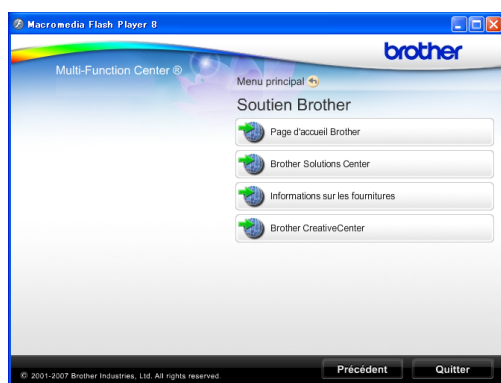 Macromedia Flash Player 8
brother
Multi-Function Center ®
Menu principal
Soutien Brother
Page d'accueil Brother
Brother Solutions Center
Informations sur les fournitures
Brother CreativeCenter
© 2001-2007 Brother Industries, Ltd. All rights reserved.
Précédent
Quitter